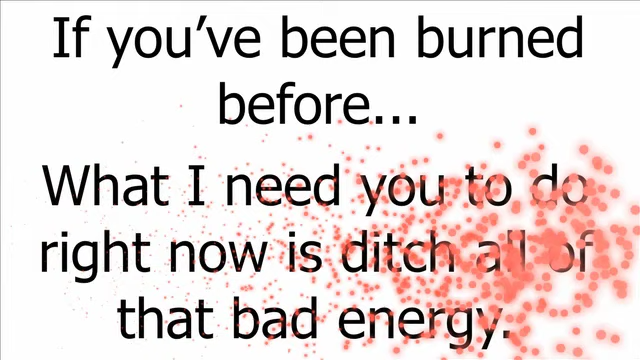 If you’ve been burned
before...
What I need you to do
right now is ditch all of
that bad energy.